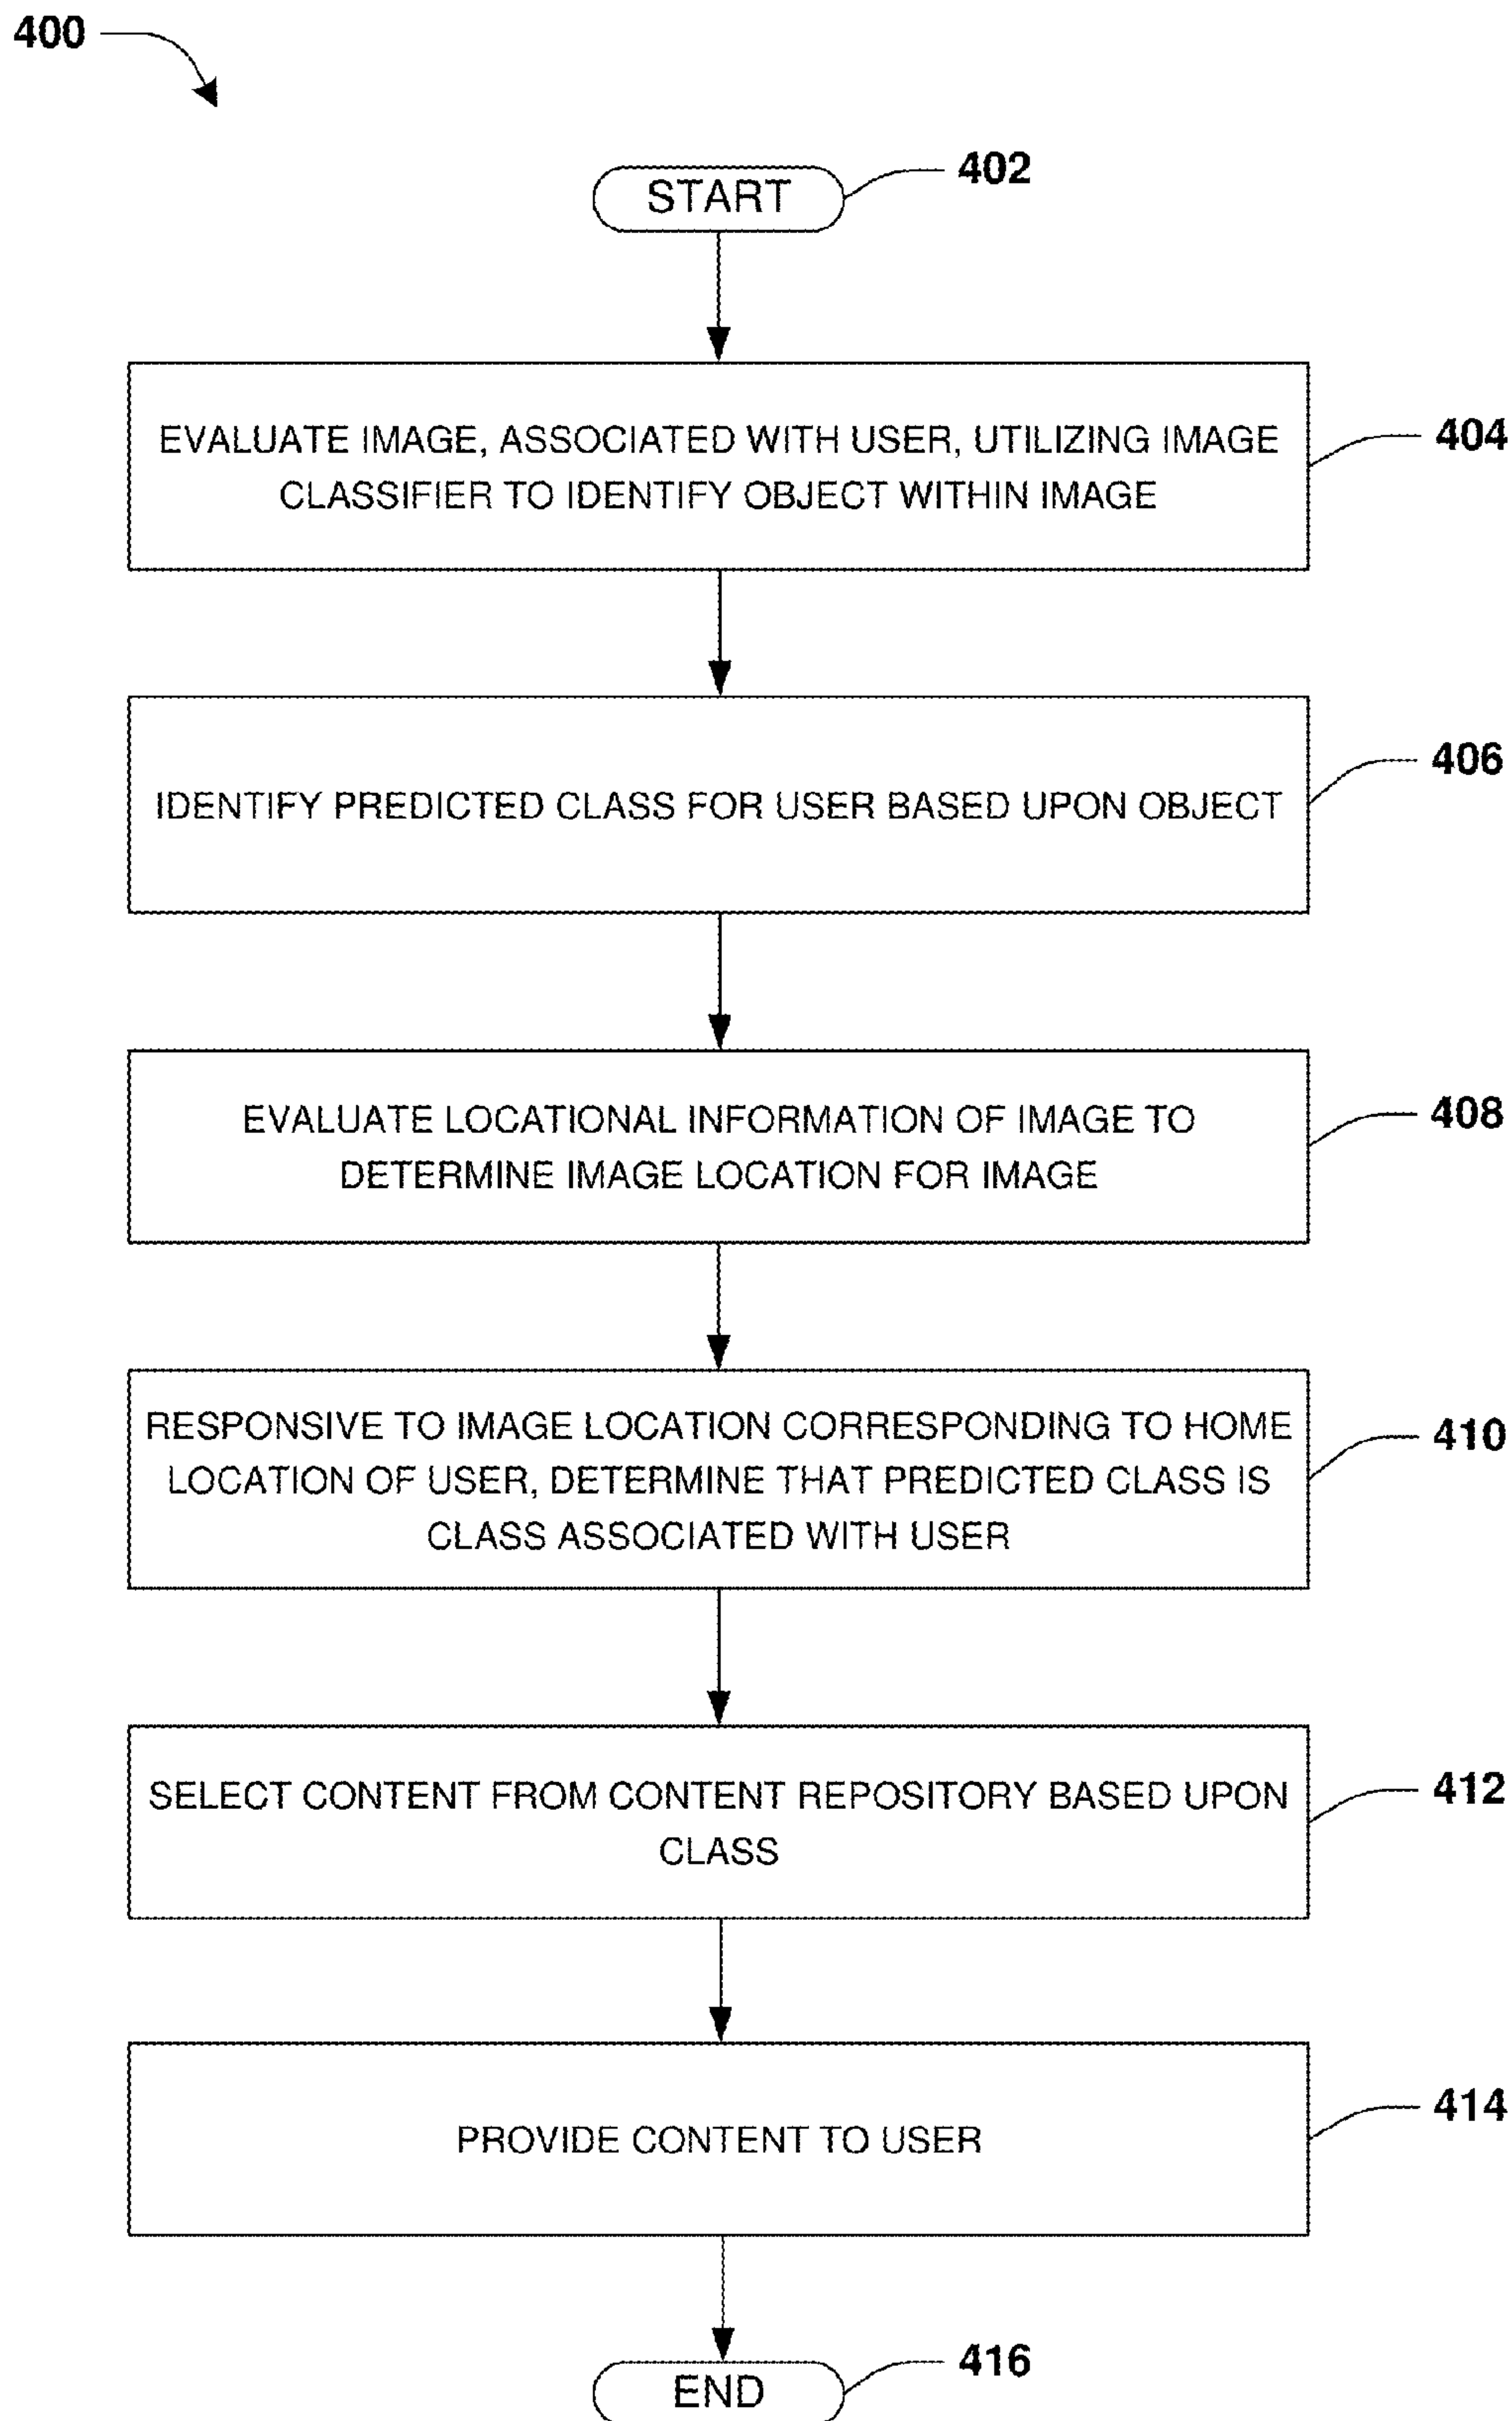 400
START
402
EVALUATE IMAGE, ASSOCIATED WITH USER, UTILIZING IMAGE
CLASSIFIER TO IDENTIFY OBJECT WITHIN IMAGE
404
IDENTIFY PREDICTED CLASS FOR USER BASED UPON OBJECT
406
EVALUATE LOCATIONAL INFORMATION OF IMAGE TO
DETERMINE IMAGE LOCATION FOR IMAGE
408
RESPONSIVE TO IMAGE LOCATION CORRESPONDING TO HOME
LOCATION OF USER, DETERMINE THAT PREDICTED CLASS IS
CLASS ASSOCIATED WITH USER
410
SELECT CONTENT FROM CONTENT REPOSITORY BASED UPON
CLASS
412
PROVIDE CONTENT TO USER
414
END
416